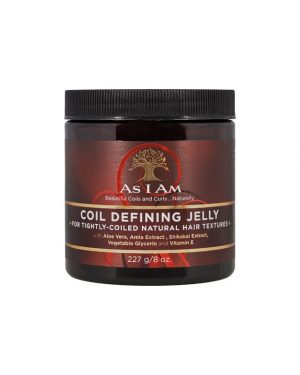 AS I AM
Beautiful Coils and Curls... Naturally
COIL DEFINING JELLY
FOR TIGHTLY-COILED NATURAL HAIR TEXTURES
with Aloe Vera, Amla Extract, Shikakai Extract,
Vegetable Glycerin and Vitamin E
227 g/8 oz.